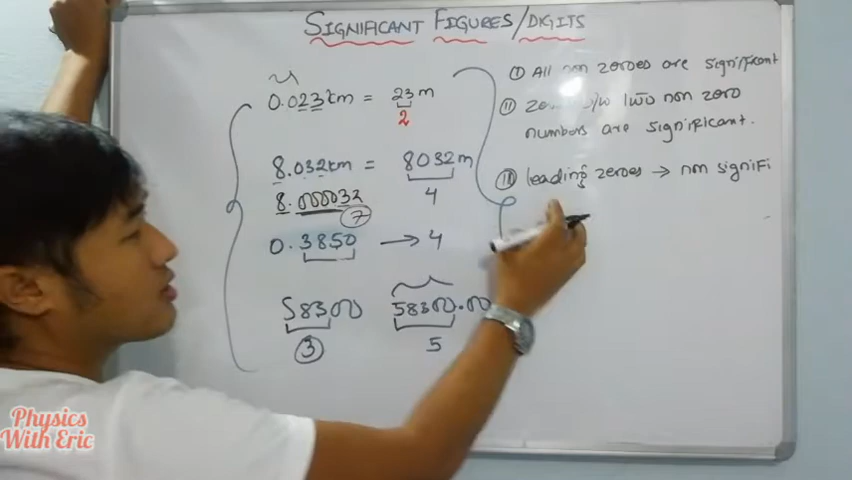 SIGNIFICANT FIGURES/DIGITS
0.023km = 23m
2
8.032km = 8032m
4
8.0000032
7
0.3850 → 4
58300
3
58300.00
5
(I) All non zeroes are significant
(II) b/w two non zero
numbers are significant.
(III) leading zeroes → non signifi
Physics
With Eric